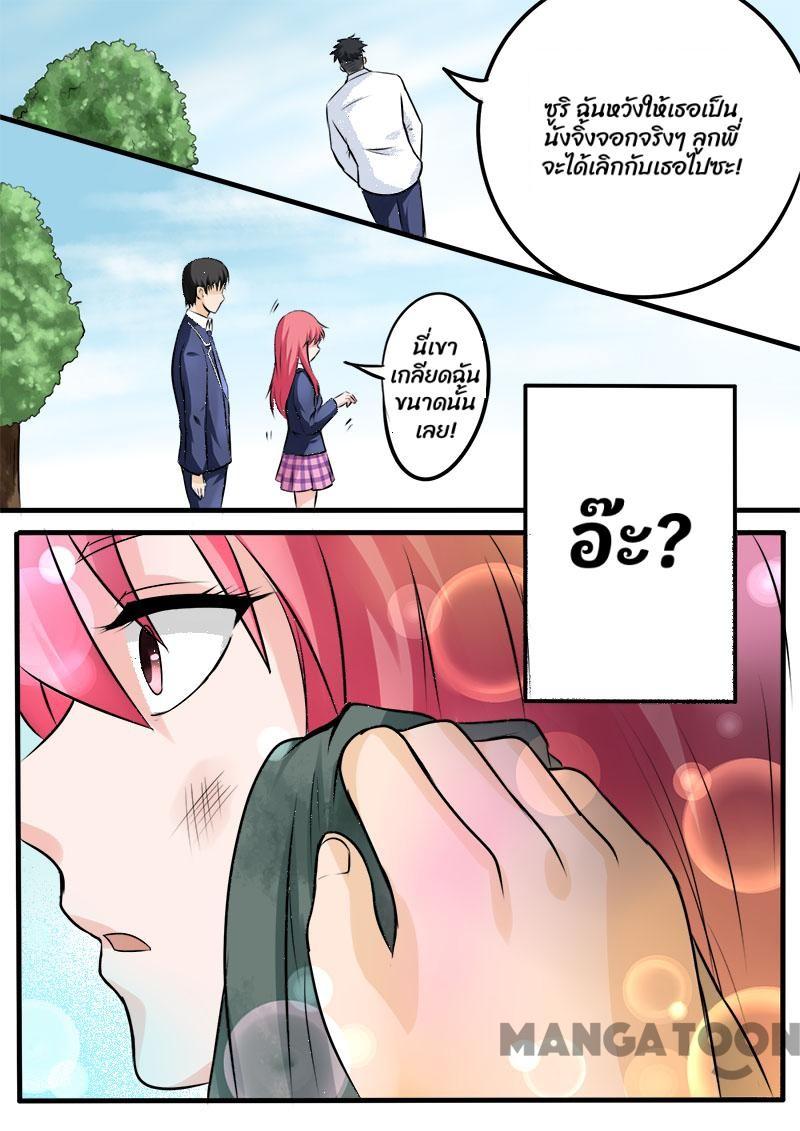 ซูริ ฉันหวังให้เธอเป็น
นังจิ้งจอกจริงๆ ลูกพี่
จะได้เลิกกับเธอไปซะ!
นี่เขา
เกลียดฉัน
ขนาดนั้น
เลย!
อ๊ะ?
MANGATOON